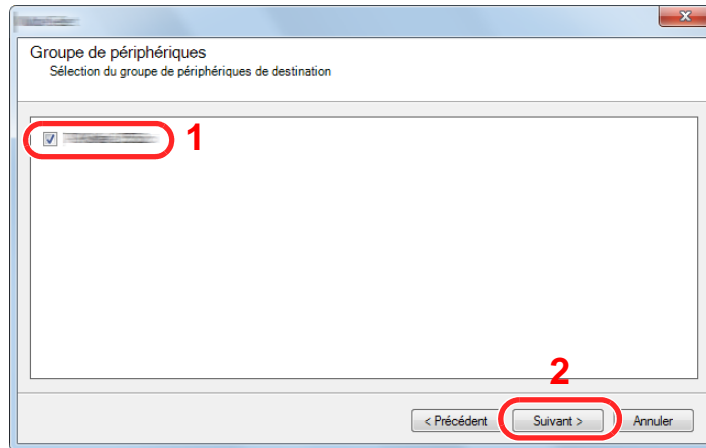 Groupe de périphériques
Sélection du groupe de périphériques de destination
1
2
< Précédent Suivant > Annuler